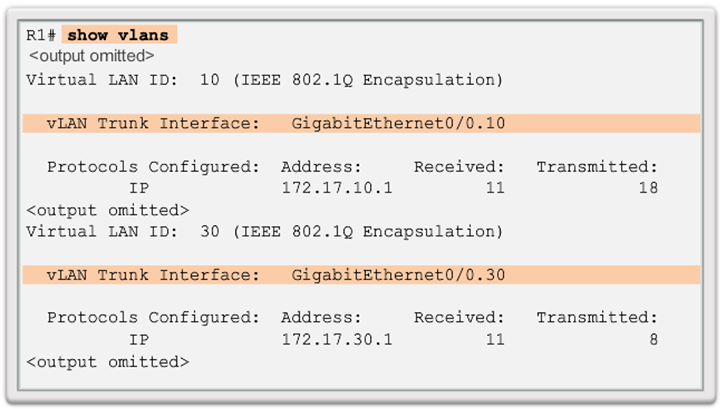 R1# show vlans
<output omitted>
Virtual LAN ID:  10 (IEEE 802.1Q Encapsulation)
vLAN Trunk Interface:   GigabitEthernet0/0.10
Protocols Configured:  Address:     Received:   Transmitted:
IP             172.17.10.1         11             18
<output omitted>
Virtual LAN ID:  30 (IEEE 802.1Q Encapsulation)
vLAN Trunk Interface:   GigabitEthernet0/0.30
Protocols Configured:  Address:     Received:   Transmitted:
IP             172.17.30.1         11              8
<output omitted>